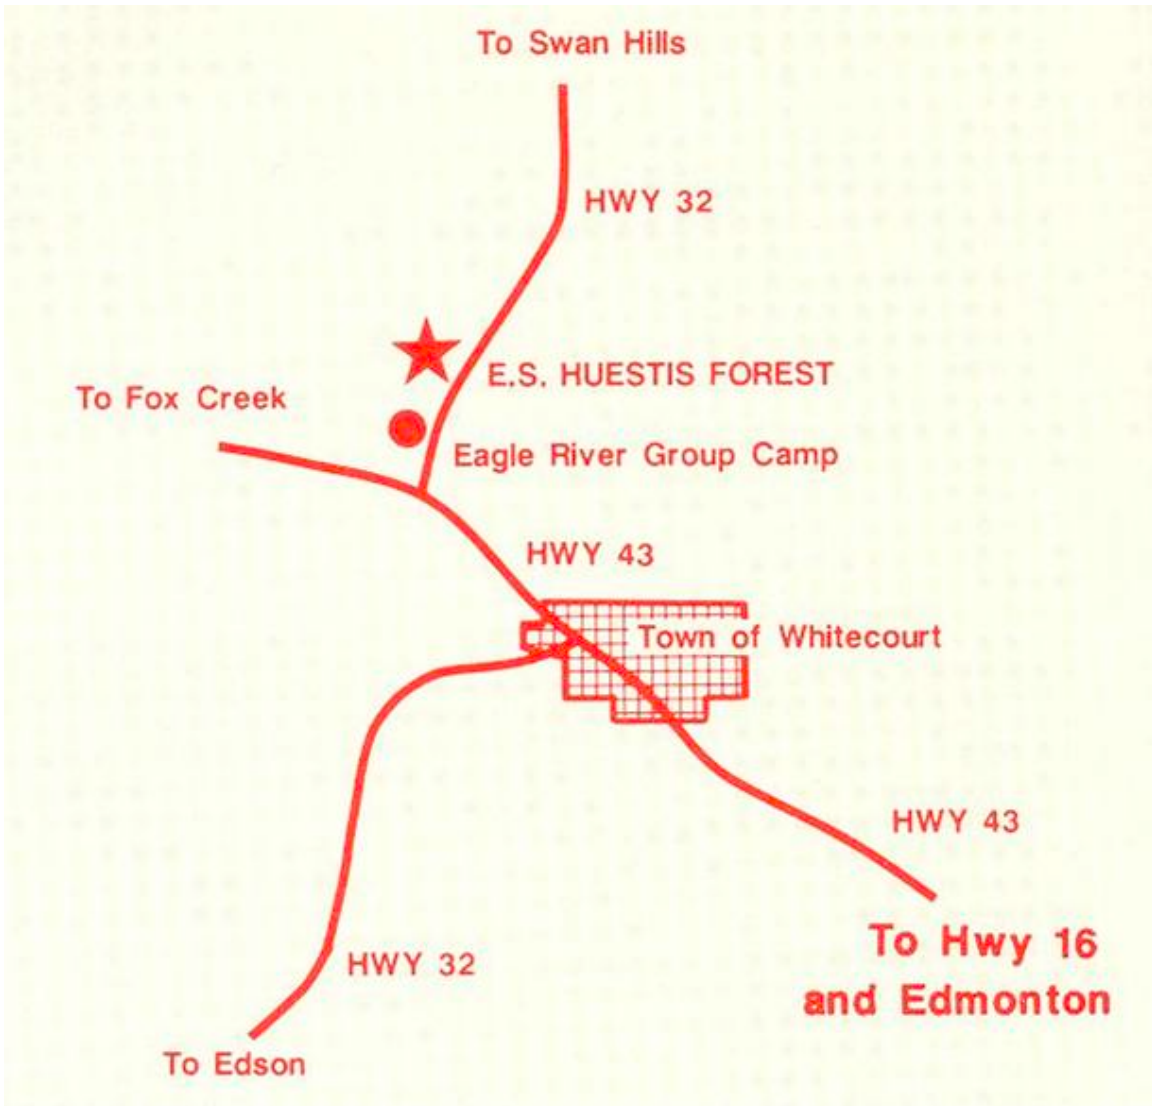 To Swan Hills
HWY 32
E.S. HUESTIS FOREST
To Fox Creek
Eagle River Group Camp
HWY 43
Town of Whitecourt
HWY 43
To Hwy 16
and Edmonton
HWY 32
To Edson